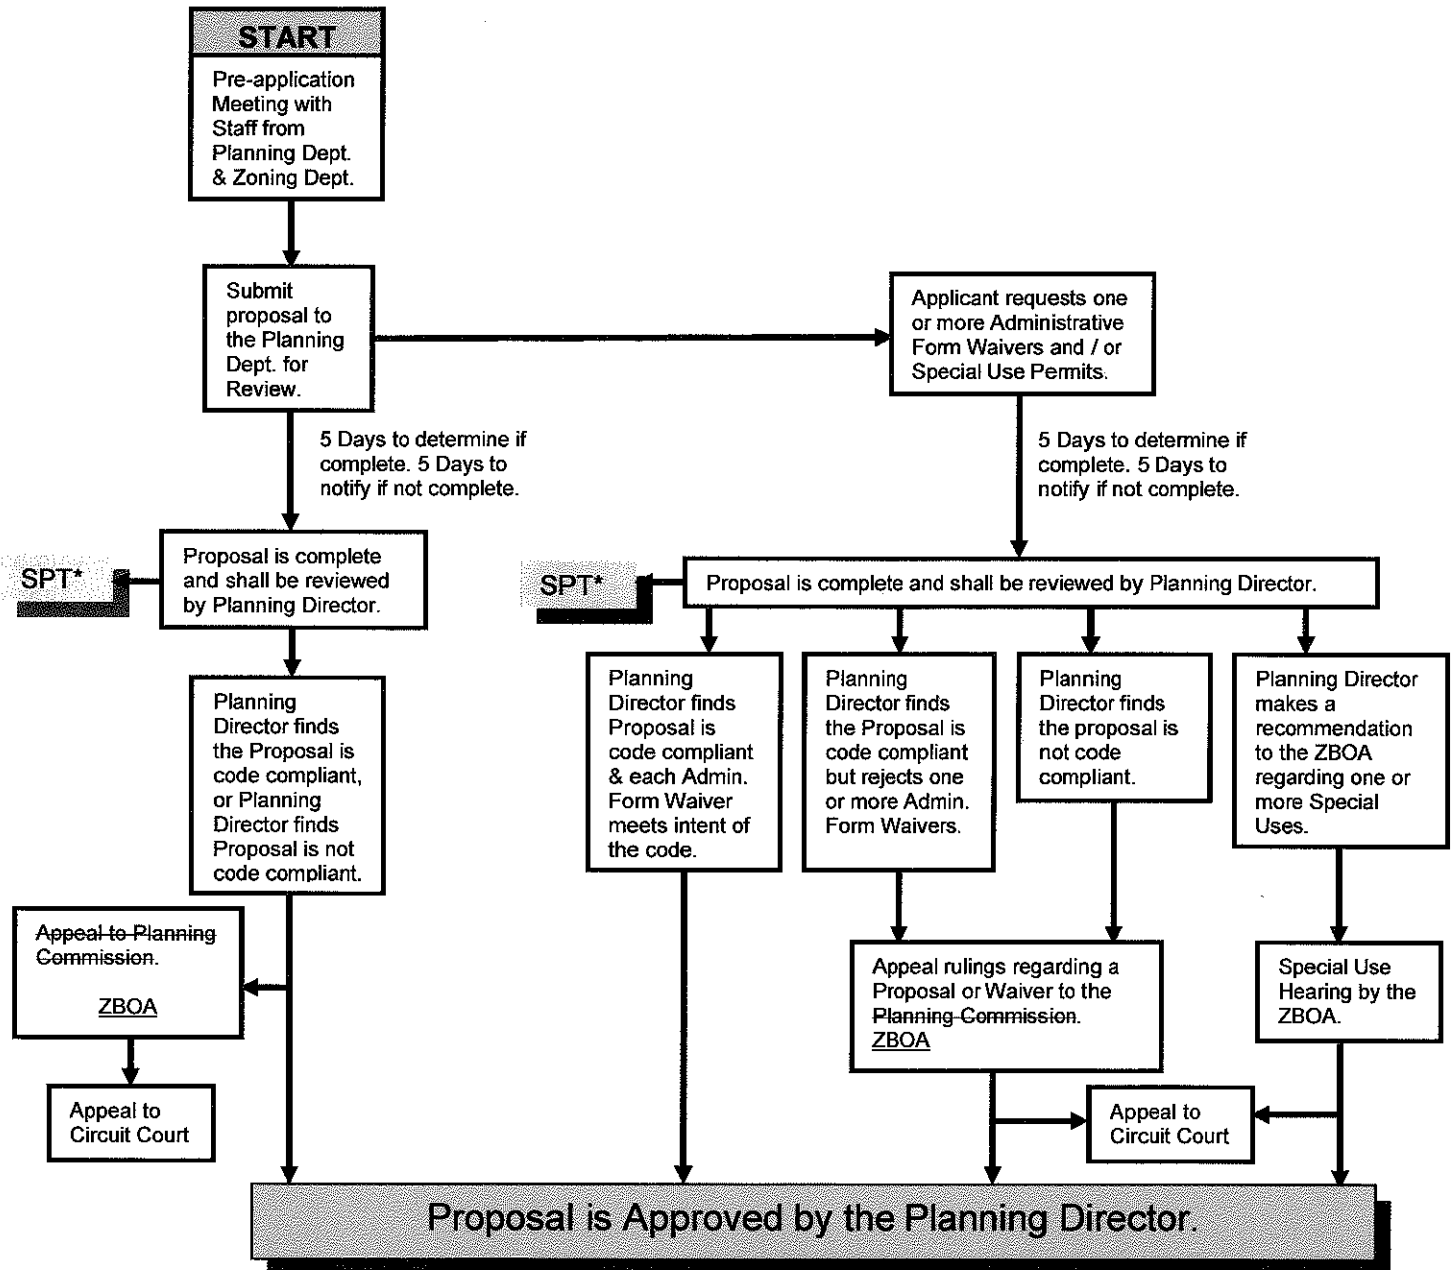 START
Pre-application
Meeting with
Staff from
Planning Dept.
& Zoning Dept.
Submit
proposal to
the Planning
Dept. for
Review.
Applicant requests one
or more Administrative
Form Waivers and / or
Special Use Permits.
5 Days to determine if
complete. 5 Days to
notify if not complete.
5 Days to determine if
complete. 5 Days to
notify if not complete.
SPT*
Proposal is complete
and shall be reviewed
by Planning Director.
SPT*
Proposal is complete and shall be reviewed by Planning Director.
Planning
Director finds
the Proposal is
code compliant,
or Planning
Director finds
Proposal is not
code compliant.
Planning
Director finds
Proposal is
code compliant
& each Admin.
Form Waiver
meets intent of
the code.
Planning
Director finds
the Proposal is
code compliant
but rejects one
or more Admin.
Form Waivers.
Planning
Director finds
the proposal is
not code
compliant.
Planning Director
makes a
recommendation
to the ZBOA
regarding one or
more Special
Uses.
Appeal to Planning
Commission.
ZBOA
Appeal to
Circuit Court
Appeal rulings regarding a
Proposal or Waiver to the
Planning Commission.
ZBOA
Special Use
Hearing by the
ZBOA.
Appeal to
Circuit Court
Proposal is Approved by the Planning Director.